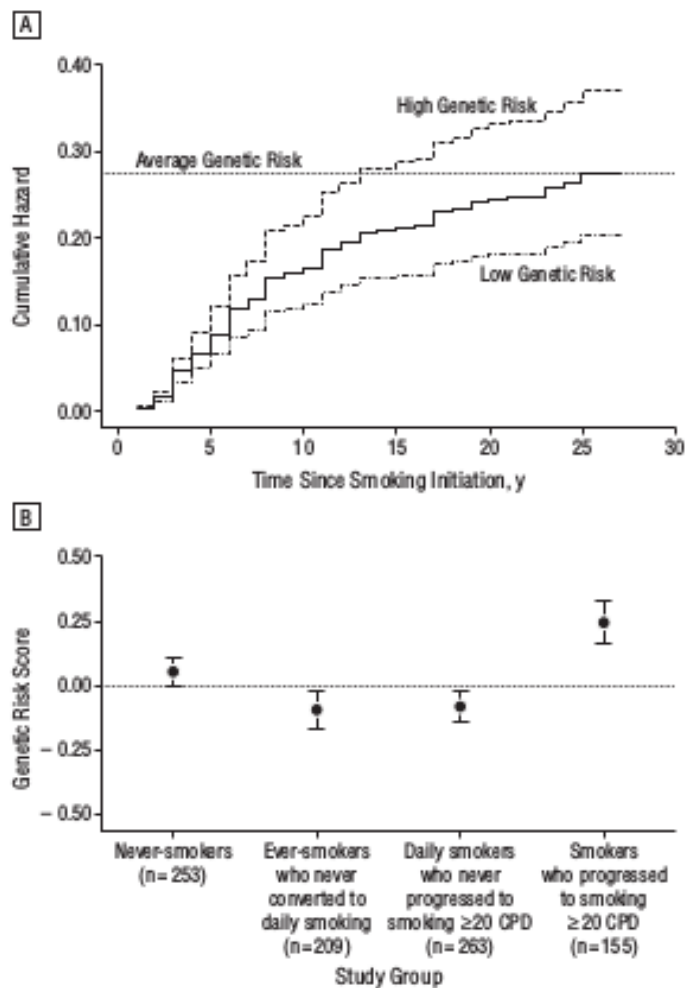 A
0.40
High Genetic Risk
0.30
Average Genetic Risk
Cumulative Hazard
0.20
Low Genetic Risk
0.10
0.00
0 5 10 15 20 25 30
Time Since Smoking Initiation, y
B
0.50
0.25
Genetic Risk Score
0.00
– 0.25
– 0.50
Never-smokers
(n=253)
Ever-smokers
who never
converted to
daily smoking
(n=209)
Daily smokers
who never
progressed to
smoking ≥20 CPD
(n=263)
Smokers
who progressed
to smoking
≥20 CPD
(n=155)
Study Group